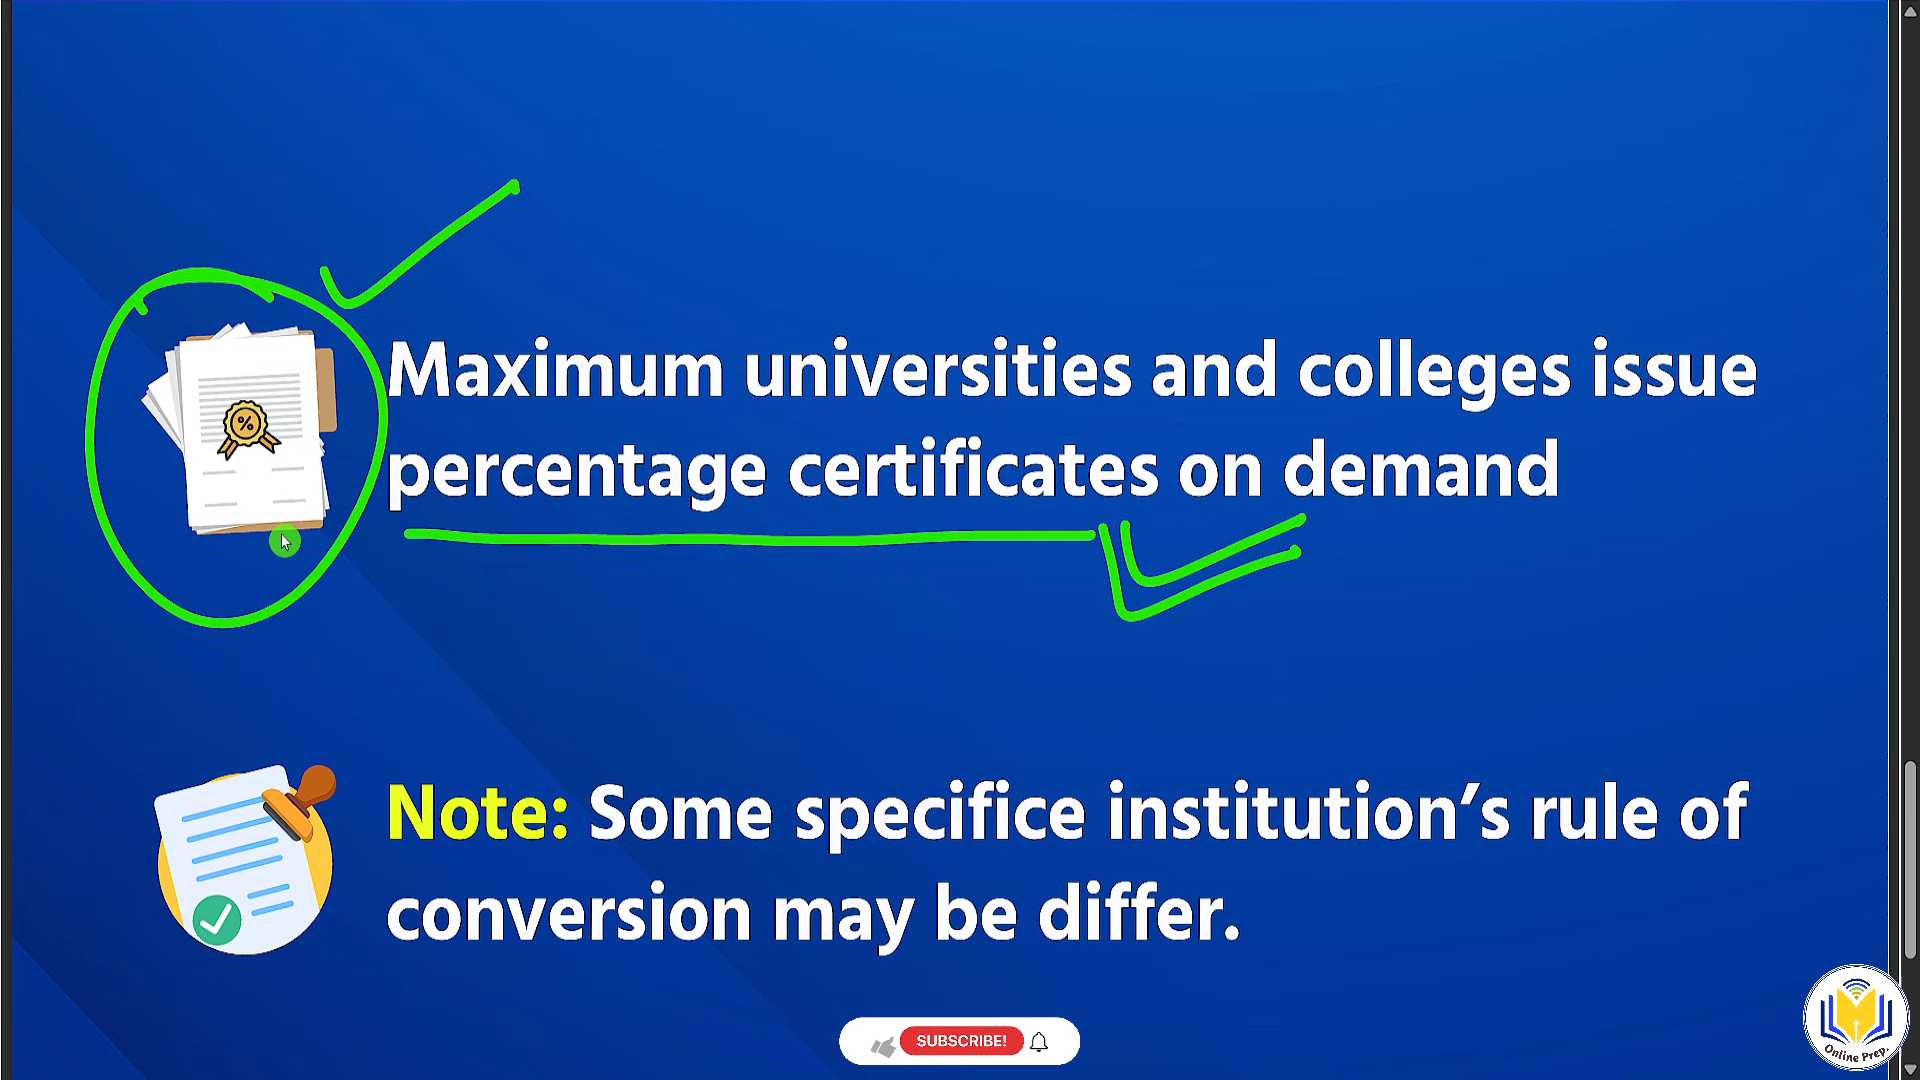 Maximum universities and colleges issue
percentage certificates on demand
Note: Some specifice institution’s rule of
conversion may be differ.
SUBSCRIBE!
Online Prep.
%